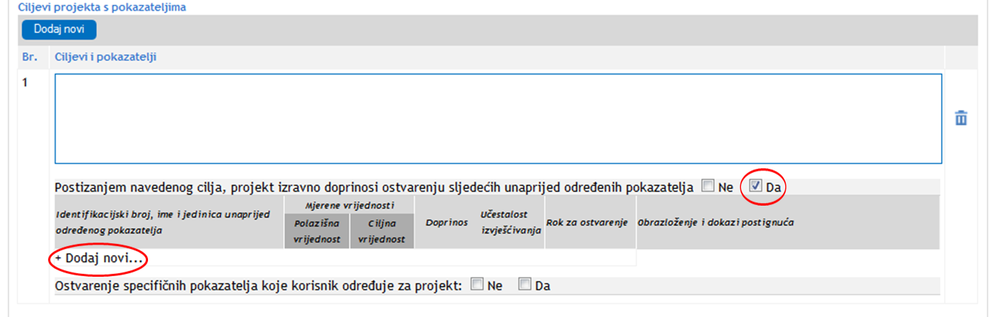 Ciljevi projekta s pokazateljima
Dodaj novi
Br. Ciljevi i pokazatelji
1
Postizanjem navedenog cilja, projekt izravno doprinosi ostvarenju sljedećih unaprijed određenih pokazatelja Ne Da
Identifikacijski broj, ime i jedinica unaprijed
određenog pokazatelja
Mjerene vrijednosti
Polazišna
vrijednost
Ciljna
vrijednost
Doprinos
Učestalost
izvješćivanja
Rok za ostvarenje
Obrazloženje i dokazi postignuća
+ Dodaj novi...
Ostvarenje specifičnih pokazatelja koje korisnik određuje za projekt: Ne Da